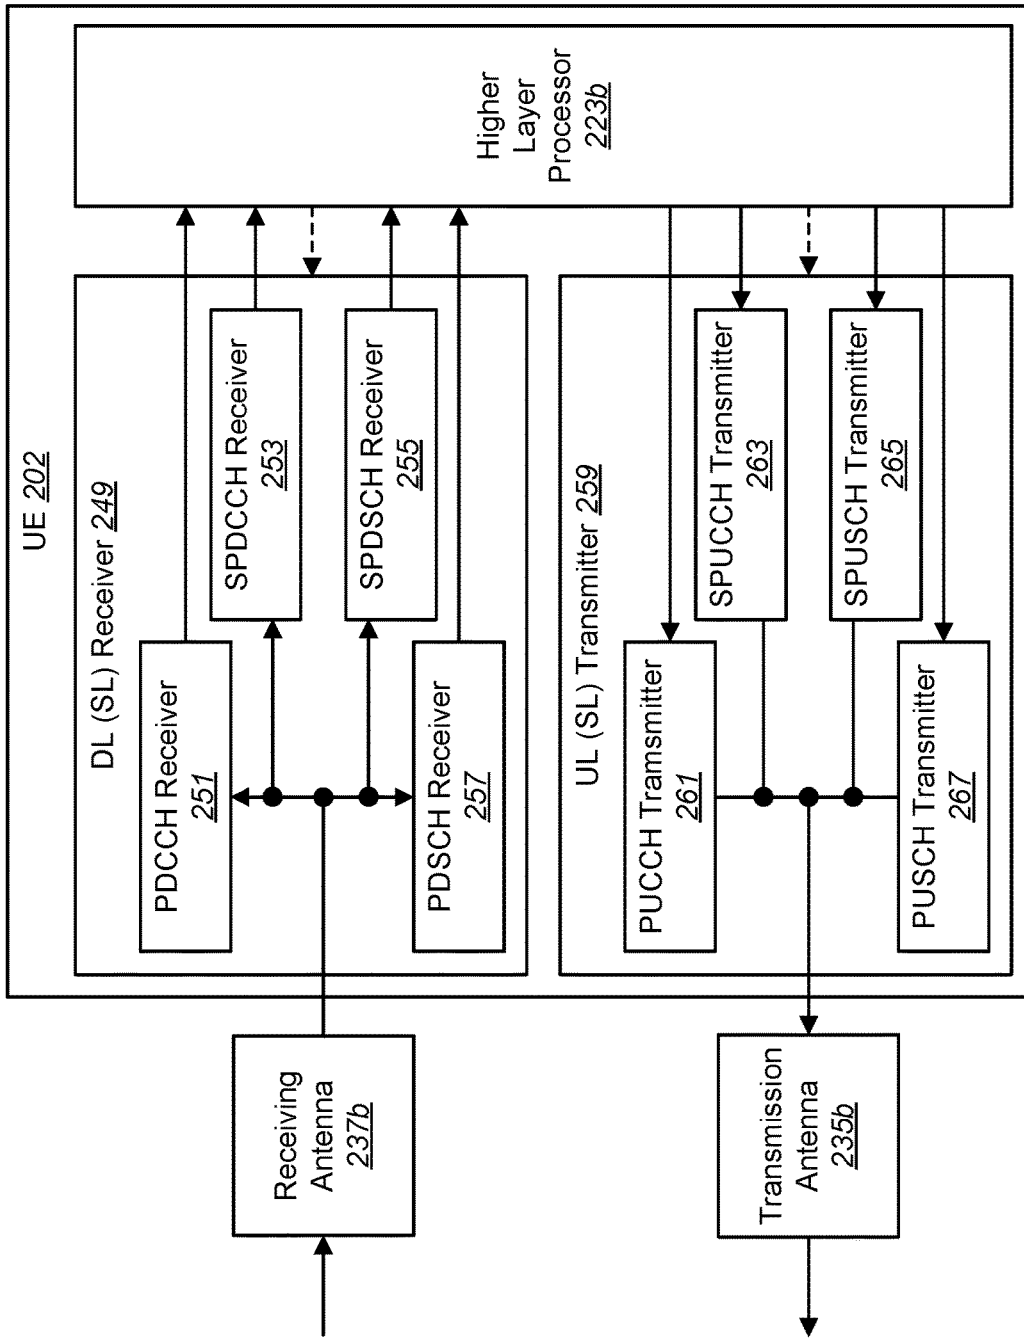 UE 202
DL (SL) Receiver 249
PDCCH Receiver
251
SPDCCH Receiver
253
SPDSCH Receiver
255
PDSCH Receiver
257
Receiving
Antenna
237b
Higher
Layer
Processor
223b
UL (SL) Transmitter 259
PUCCH Tramsmitter
261
SPUCCH Transmitter
263
SPUSCH Transmitter
265
PUSCH Transmitter
267
Transmission
Antenna
235b